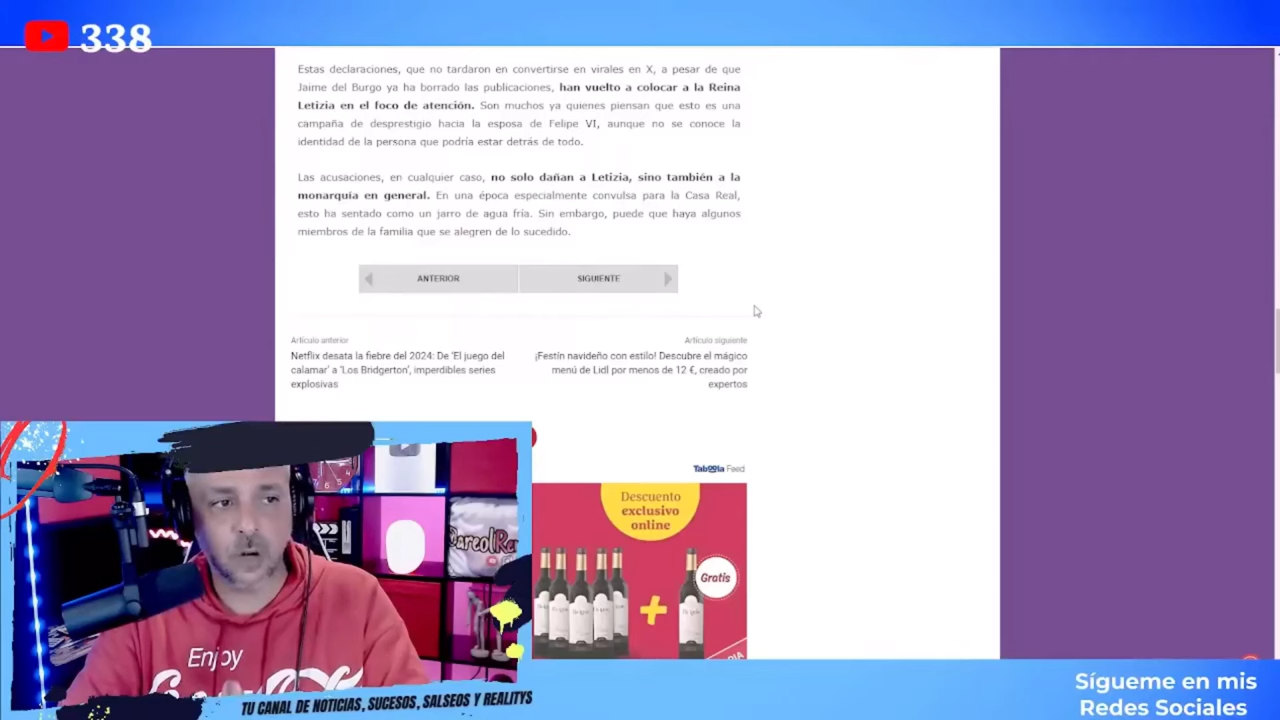 338
Estas declaraciones, que no tardaron en convertirse en virales en X, a pesar de que
Jaime del Burgo ya ha borrado las publicaciones, han vuelto a colocar a la Reina
Letizia en el foco de atención. Son muchos ya quienes piensan que esto es una
campaña de desprestigio hacia la esposa de Felipe VI, aunque no se conoce la
identidad de la persona que podría estar detrás de todo.
Las acusaciones, en cualquier caso, no solo dañan a Letizia, sino también a la
monarquía en general. En una época especialmente convulsa para la Casa Real,
esto ha sentado como un jarro de agua fría. Sin embargo, puede que haya algunos
miembros de la familia que se alegren de lo sucedido.
ANTERIOR
SIGUIENTE
Artículo anterior
Netflix desata la fiebre del 2024: De 'El juego del
calamar' a 'Los Bridgerton', imperdibles series
explosivas
Artículo siguiente
¡Festín navideño con estilo! Descubre el mágico
menú de Lidl por menos de 12 €, creado por
expertos
Taboola Feed
Descuento
exclusivo
online
Gratis
Enjoy
TU CANAL DE NOTICIAS, SUCESOS, SALSEOS Y REALITYS
Sígueme en mis
Redes Sociales